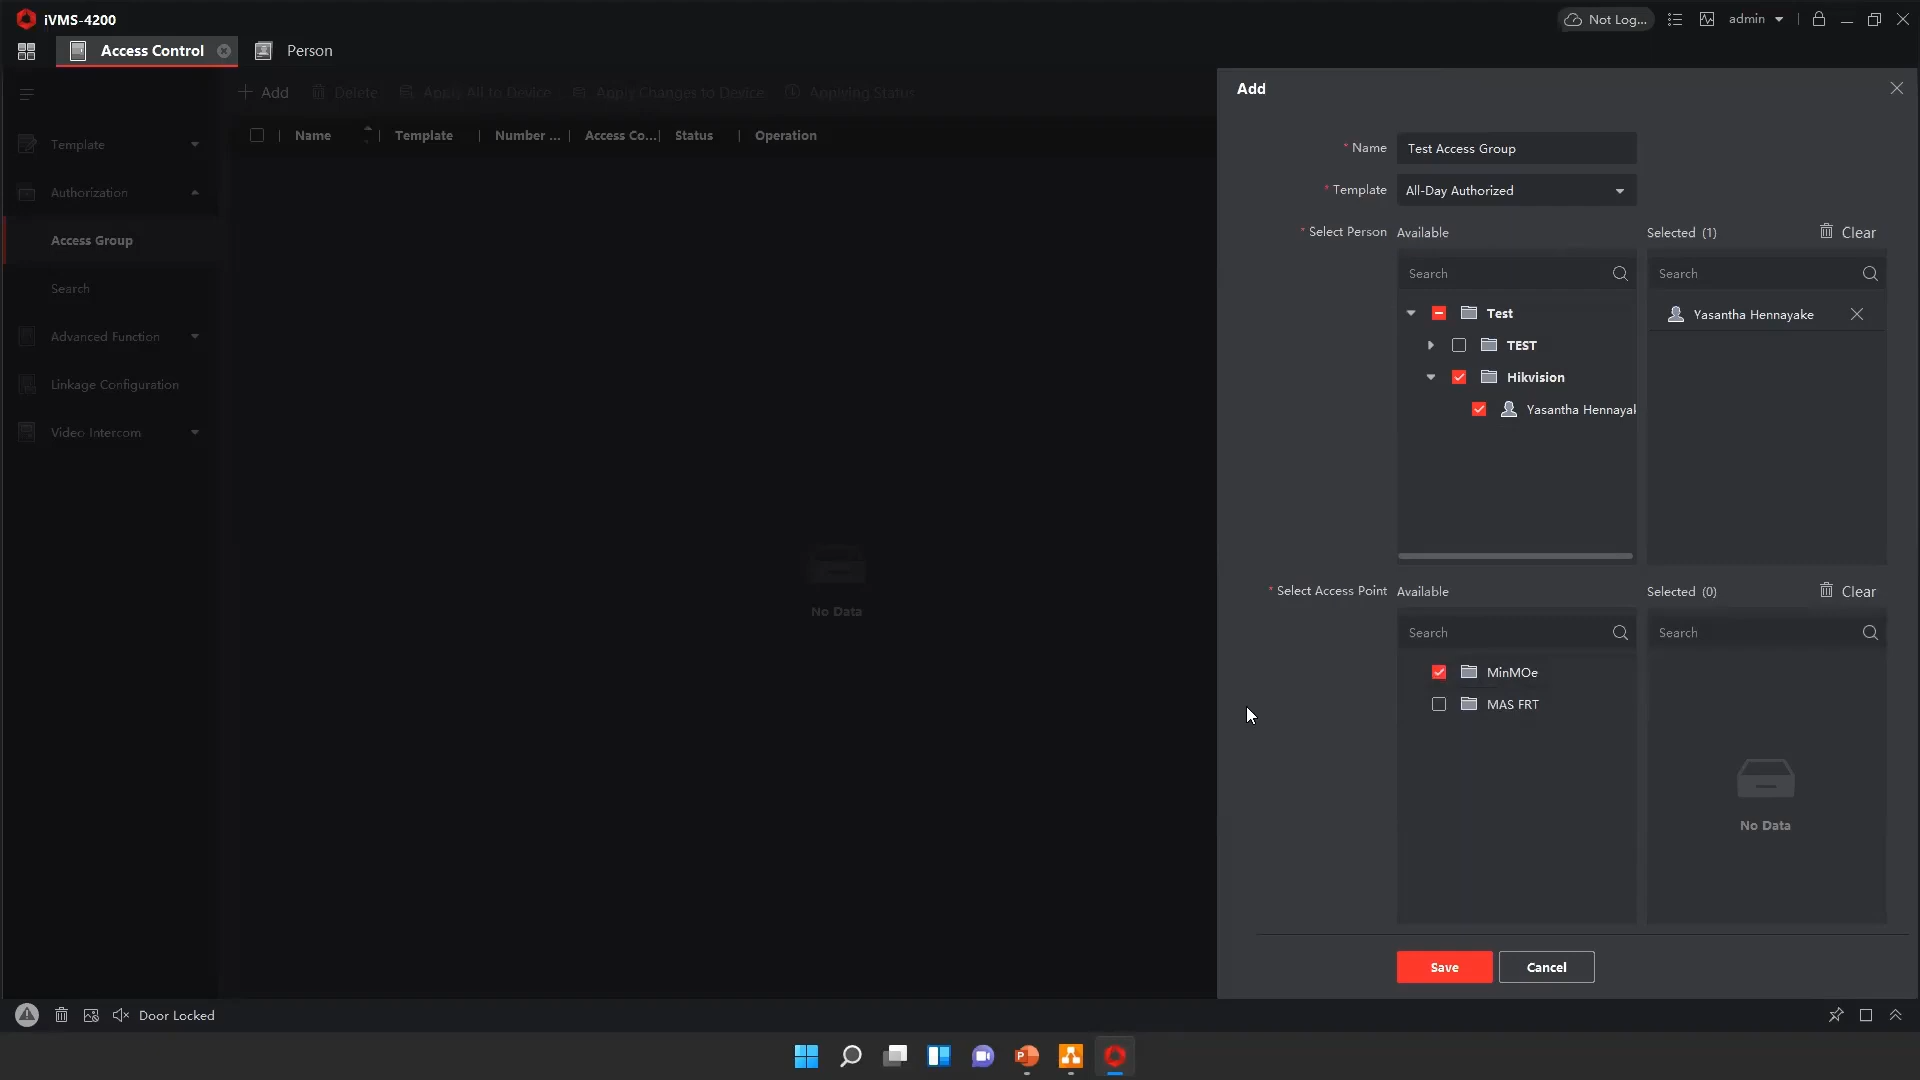 iVMS-4200
Not Log...
admin
Access Control
Person
Add
Delete
Apply All to Device
Apply Changes to Device
Applying Status
Name
Template
Number ...
Access Co...
Status
Operation
Template
Authorization
Access Group
Search
Advanced Function
Linkage Configuration
Video Intercom
No Data
Add
* Name
Test Access Group
* Template
All-Day Authorized
* Select Person
Available
Selected (1)
Clear
Search
Search
Test
TEST
Hikvision
Yasantha Hennayak
Yasantha Hennayake
* Select Access Point
Available
Selected (0)
Clear
Search
Search
MinMOe
MAS FRT
No Data
Save
Cancel
Door Locked